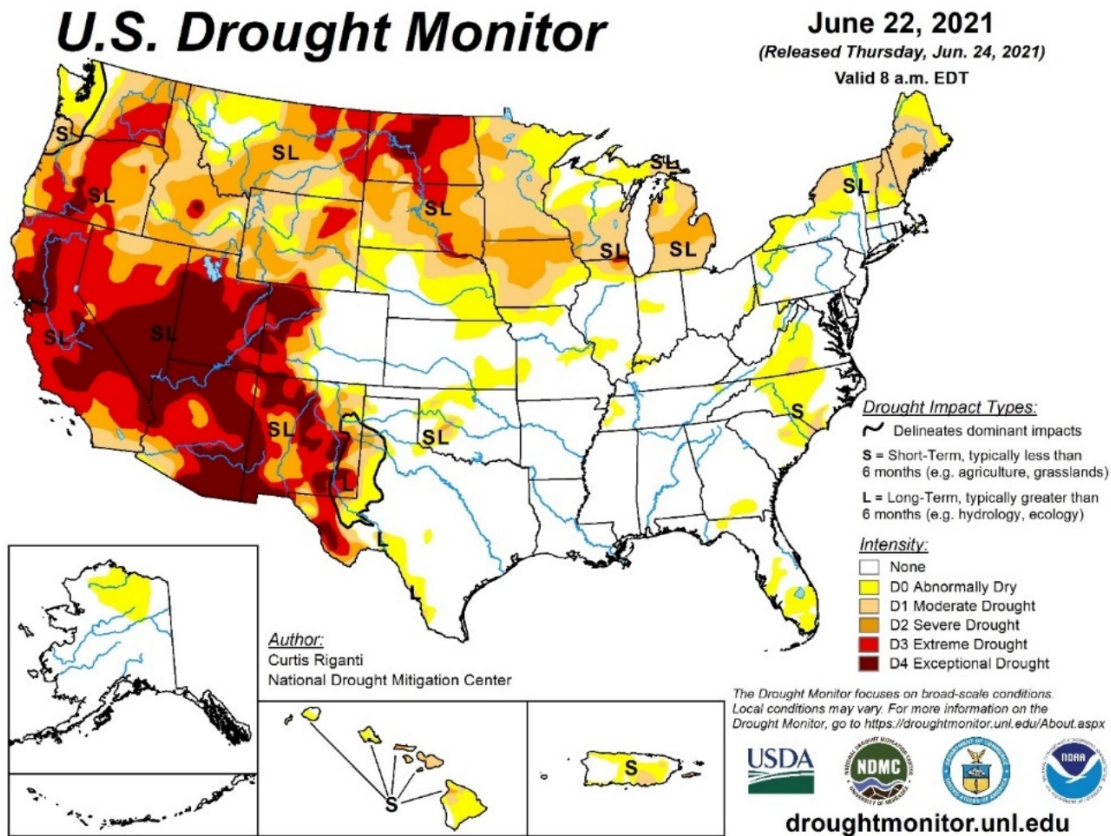 U.S. Drought Monitor
June 22, 2021
(Released Thursday, Jun. 24, 2021)
Valid 8 a.m. EDT
S
SL
SL
SL
SL
SL
SL
SL
SL
SL
SL
SL
S
L
L
L
Drought Impact Types:
Delineates dominant impacts
S = Short-Term, typically less than
6 months (e.g. agriculture, grasslands)
L = Long-Term, typically greater than
6 months (e.g. hydrology, ecology)
Intensity:
None
D0 Abnormally Dry
D1 Moderate Drought
D2 Severe Drought
D3 Extreme Drought
D4 Exceptional Drought
Author:
Curtis Riganti
National Drought Mitigation Center
S
S
The Drought Monitor focuses on broad-scale conditions.
Local conditions may vary. For more information on the
Drought Monitor, go to https://droughtmonitor.unl.edu/About.aspx
USDA
NDMC
NOAA
droughtmonitor.unl.edu